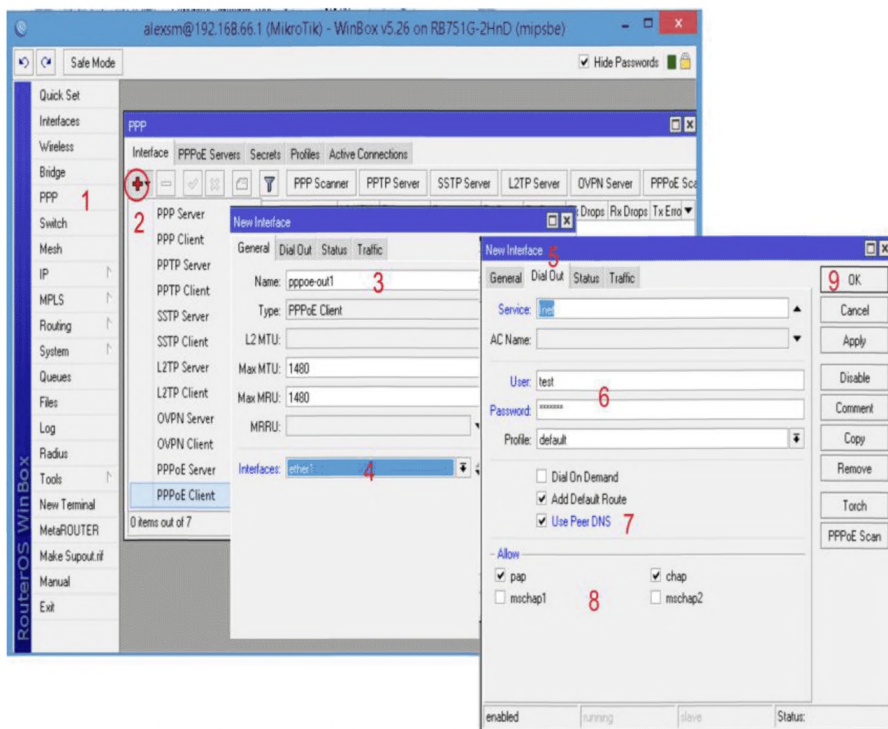 alexsm@192.168.66.1 (MikroTik) - WinBox v5.26 on RB751G-2HnD (mipsbe)
Safe Mode
Hide Passwords
RouterOS WinBox
Quick Set
Interfaces
Wireless
Bridge
PPP
1
Switch
Mesh
IP
MPLS
Routing
System
Queues
Files
Log
Radius
Tools
New Terminal
MetaROUTER
Make Supout.rif
Manual
Exit
PPP
Interface PPPoE Servers Secrets Profiles Active Connections
PPP Scanner PPTP Server SSTP Server L2TP Server OVPN Server PPPoE Sca
Drops Rx Drops Tx Erro
2
PPP Server
PPP Client
PPTP Server
PPTP Client
SSTP Server
SSTP Client
L2TP Server
L2TP Client
OVPN Server
OVPN Client
PPPoE Server
PPPoE Client
0 items out of 7
New Interface
General Dial Out Status Traffic
Name: pppoe-out1
3
Type: PPPoE Client
L2 MTU:
Max MTU: 1480
Max MRU: 1480
MRRU:
Interfaces: ether1
4
New Interface
5
General Dial Out Status Traffic
Service:
AC Name:
User: test
6
Password: xxxxxxx
Profile: default
Dial On Demand
Add Default Route
Use Peer DNS
7
Allow
pap chap
mschap1 mschap2
8
9 OK
Cancel
Apply
Disable
Comment
Copy
Remove
Torch
PPPoE Scan
enabled running slave Status: